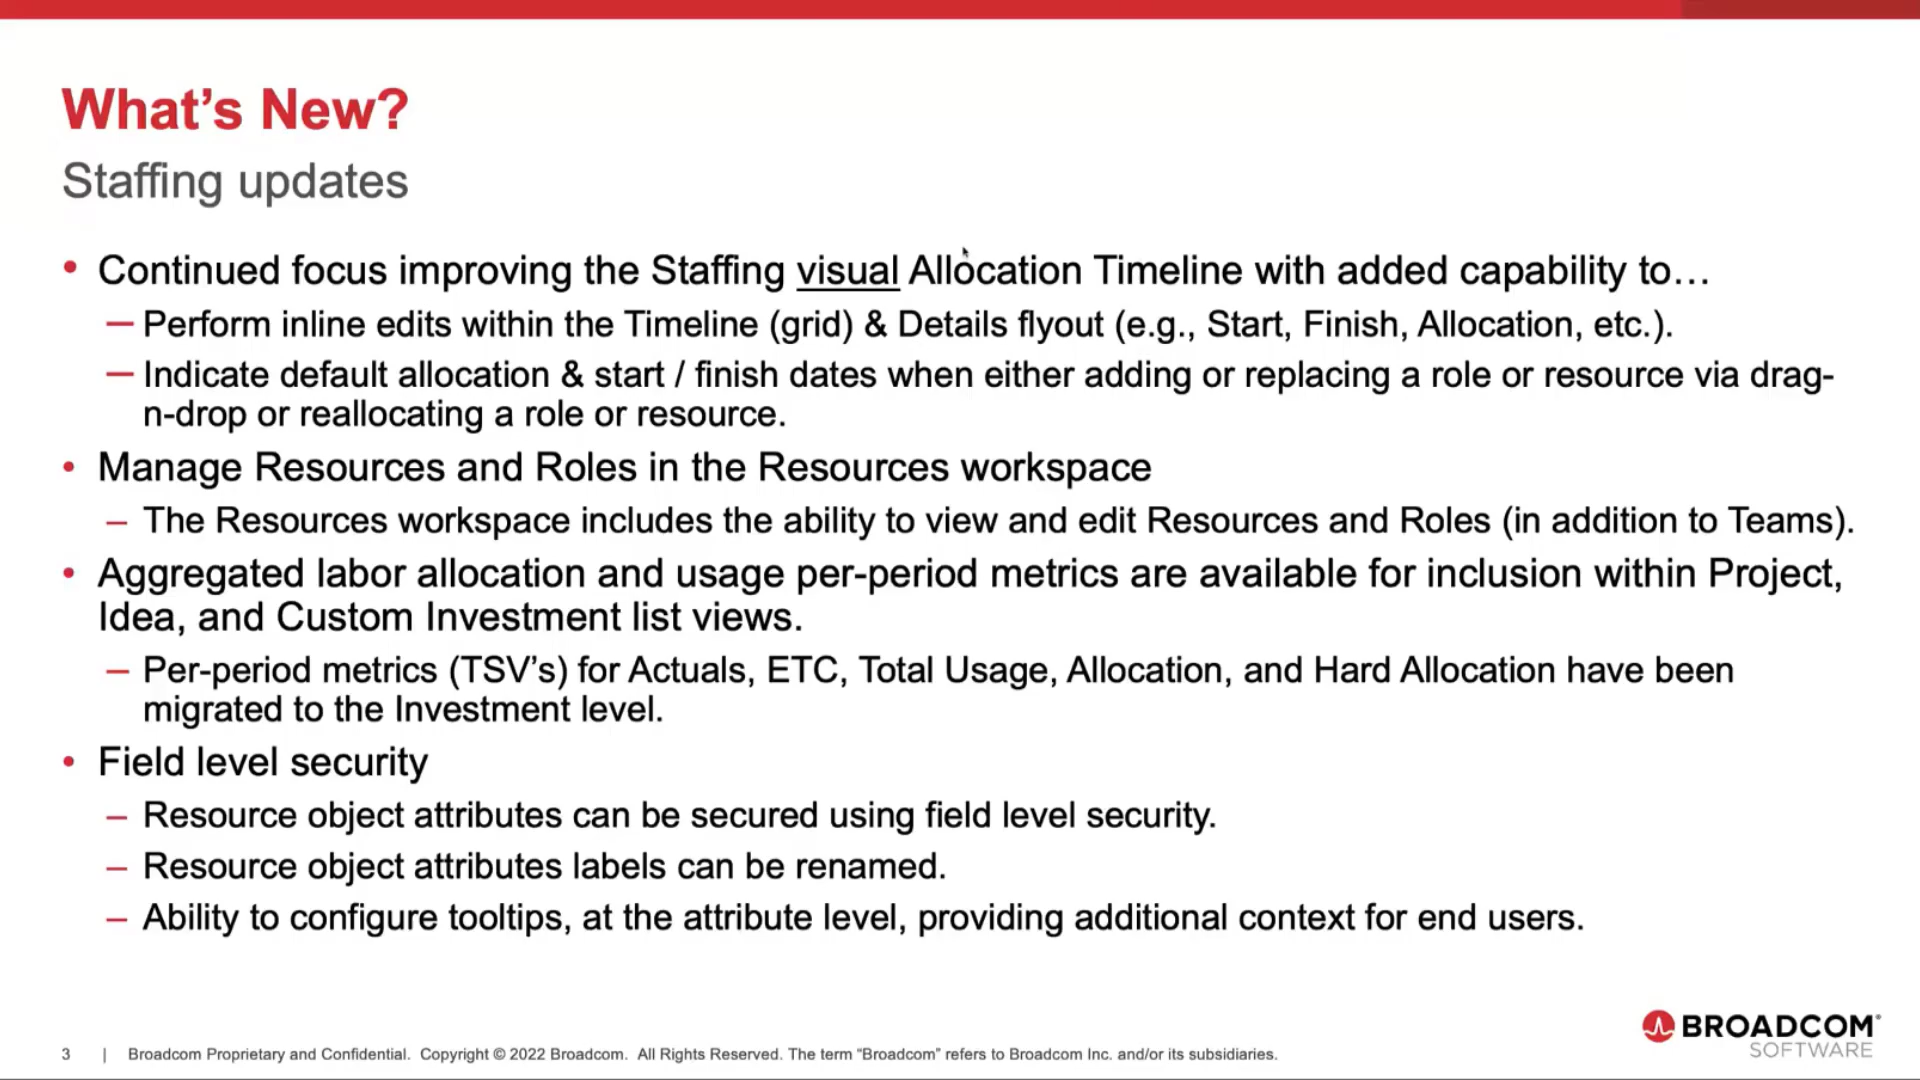 What’s New?
Staffing updates
• Continued focus improving the Staffing visual Allocation Timeline with added capability to…
– Perform inline edits within the Timeline (grid) & Details flyout (e.g., Start, Finish, Allocation, etc.).
– Indicate default allocation & start / finish dates when either adding or replacing a role or resource via drag-
n-drop or reallocating a role or resource.
• Manage Resources and Roles in the Resources workspace
– The Resources workspace includes the ability to view and edit Resources and Roles (in addition to Teams).
• Aggregated labor allocation and usage per-period metrics are available for inclusion within Project,
Idea, and Custom Investment list views.
– Per-period metrics (TSV’s) for Actuals, ETC, Total Usage, Allocation, and Hard Allocation have been
migrated to the Investment level.
• Field level security
– Resource object attributes can be secured using field level security.
– Resource object attributes labels can be renamed.
– Ability to configure tooltips, at the attribute level, providing additional context for end users.
BROADCOM®
SOFTWARE
3 | Broadcom Proprietary and Confidential. Copyright © 2022 Broadcom. All Rights Reserved. The term “Broadcom” refers to Broadcom Inc. and/or its subsidiaries.